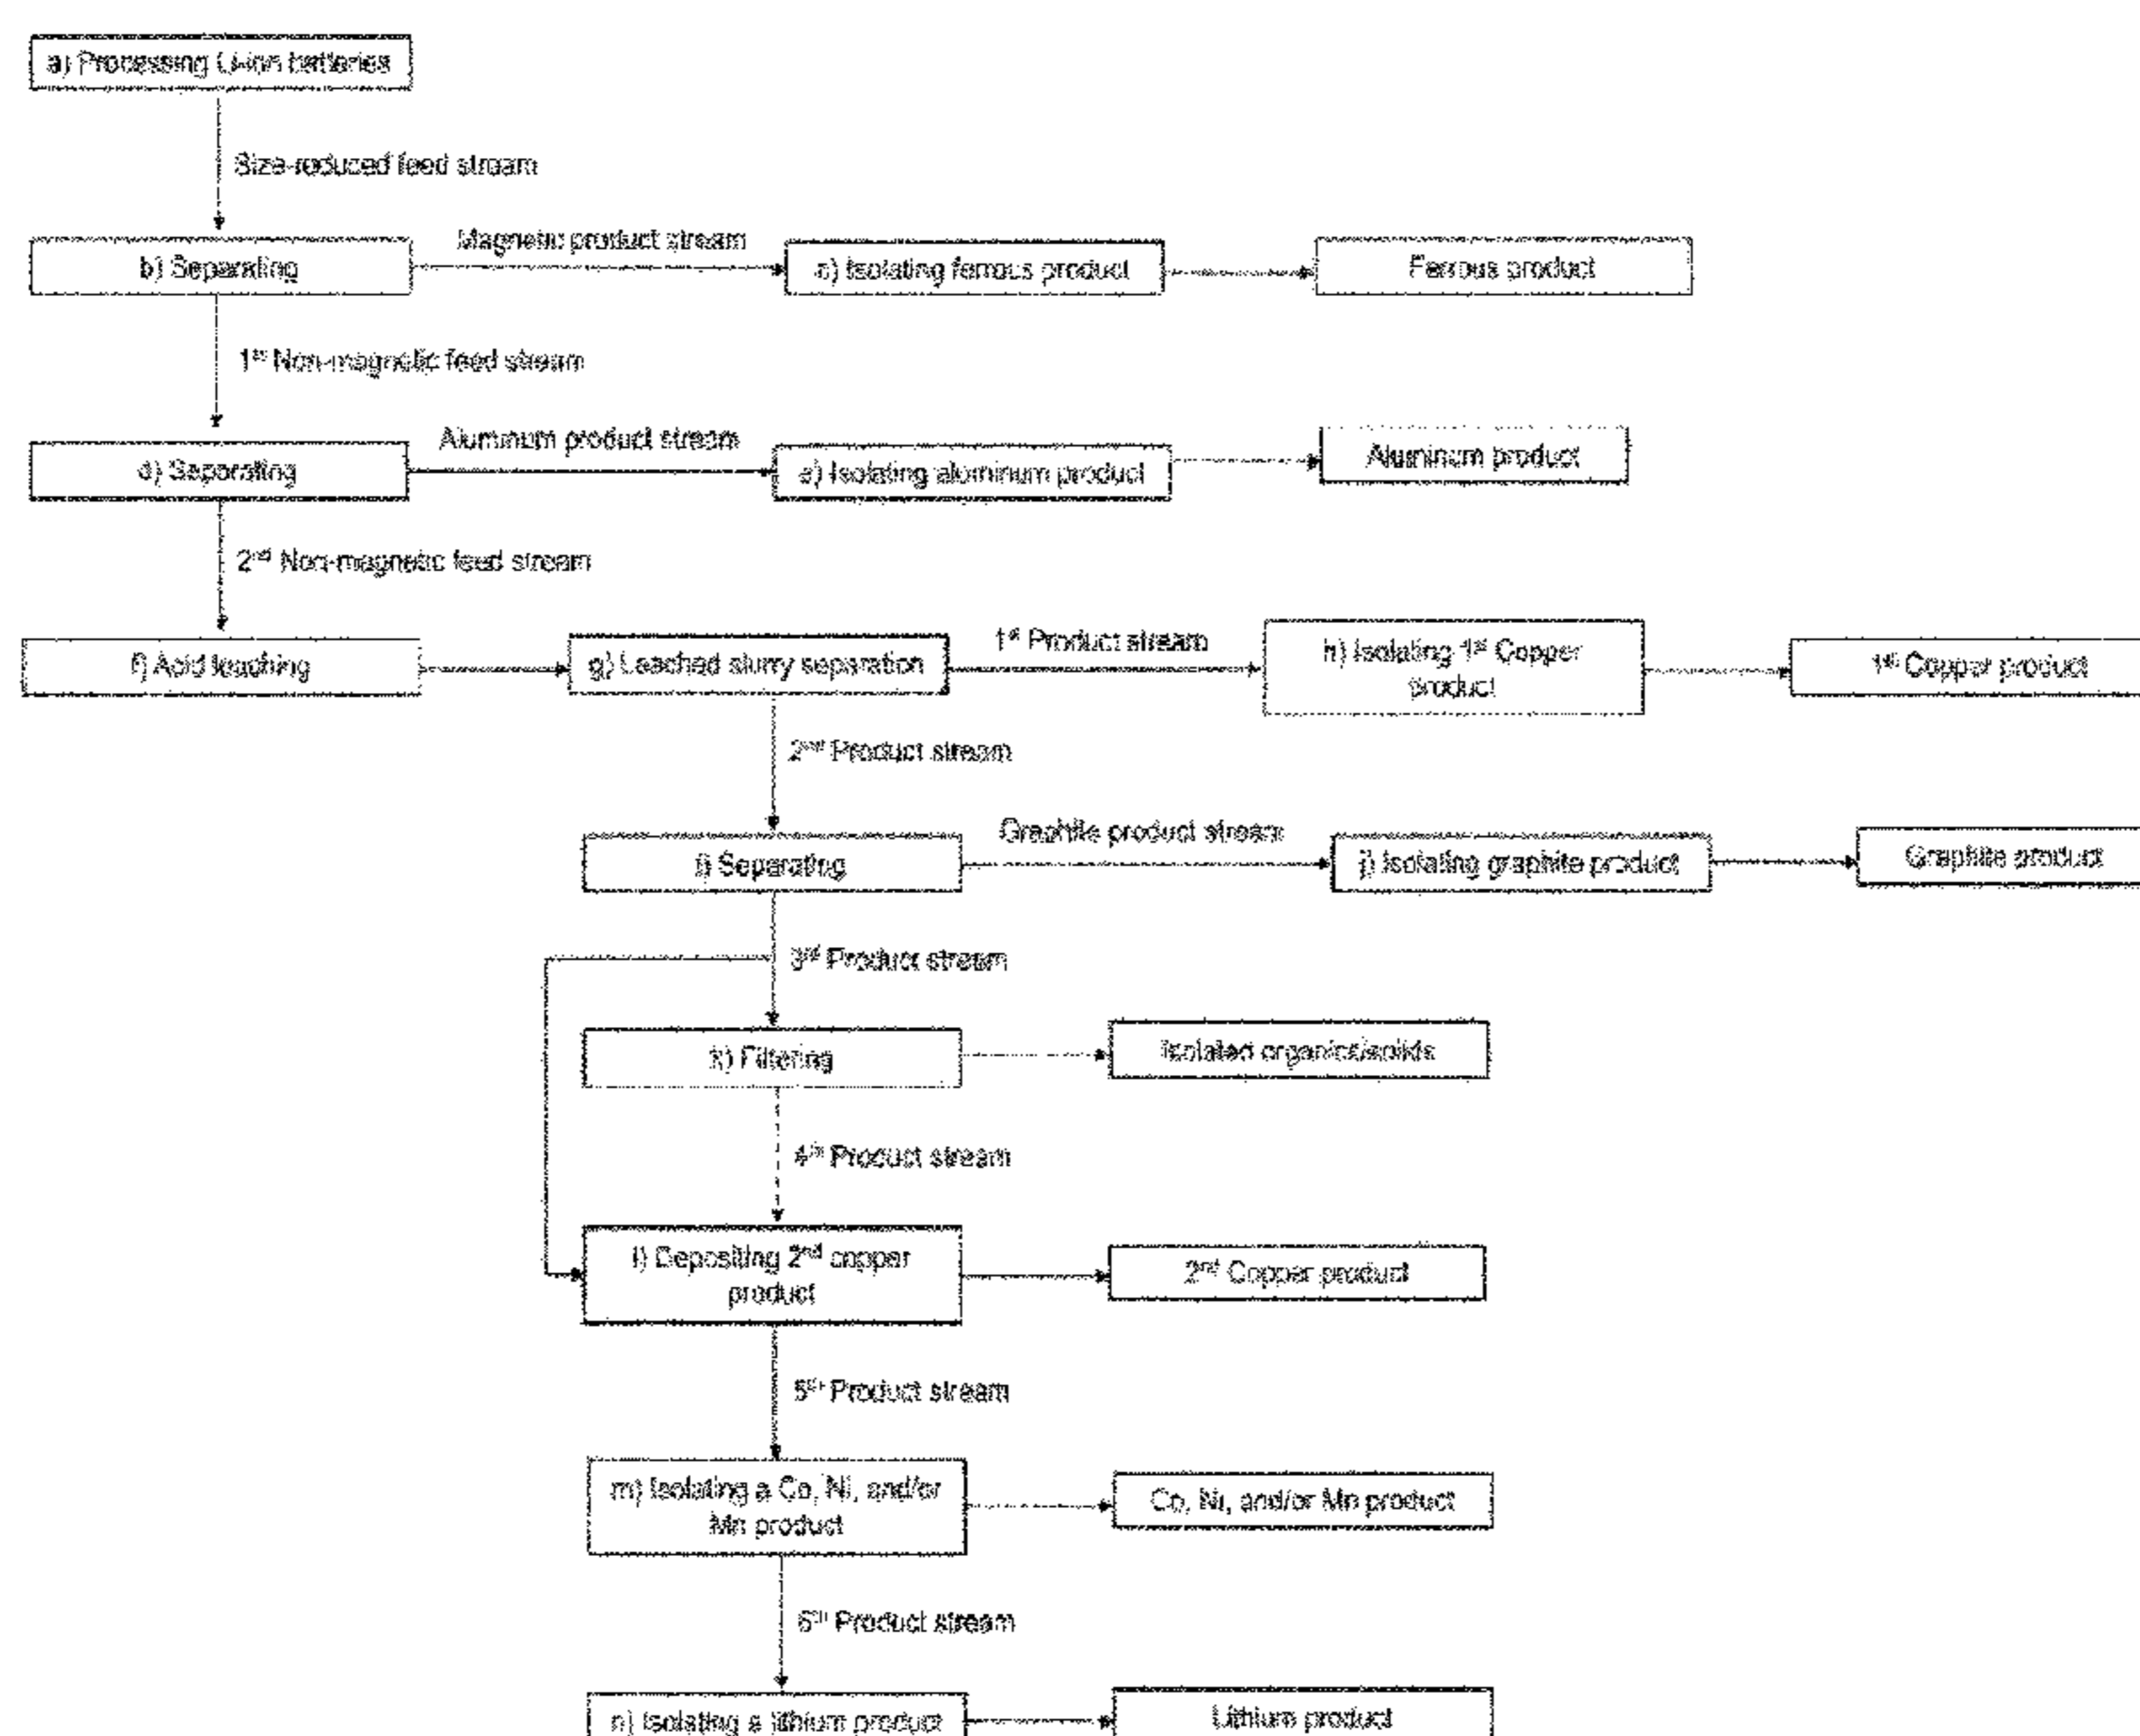 a) Processing Li-ion batteries
Size-reduced feed stream
b) Separating
Magnetic product stream
c) Isolating ferrous product
Ferrous product
1st Non-magnetic feed stream
d) Separating
Aluminum product stream
e) Isolating aluminum product
Aluminum product
2nd Non-magnetic feed stream
f) Acid leaching
g) Leached slurry separation
1st Product stream
h) Isolating 1st Copper
product
1st Copper product
2nd Product stream
i) Separating
Graphite product stream
j) Isolating graphite product
Graphite product
3rd Product stream
k) Filtering
Isolated organics/solids
4th Product stream
l) Depositing 2nd copper
product
2nd Copper product
5th Product stream
m) Isolating a Co, Ni, and/or
Mn product
Co, Ni, and/or Mn product
6th Product stream
n) Isolating a lithium product
Lithium product